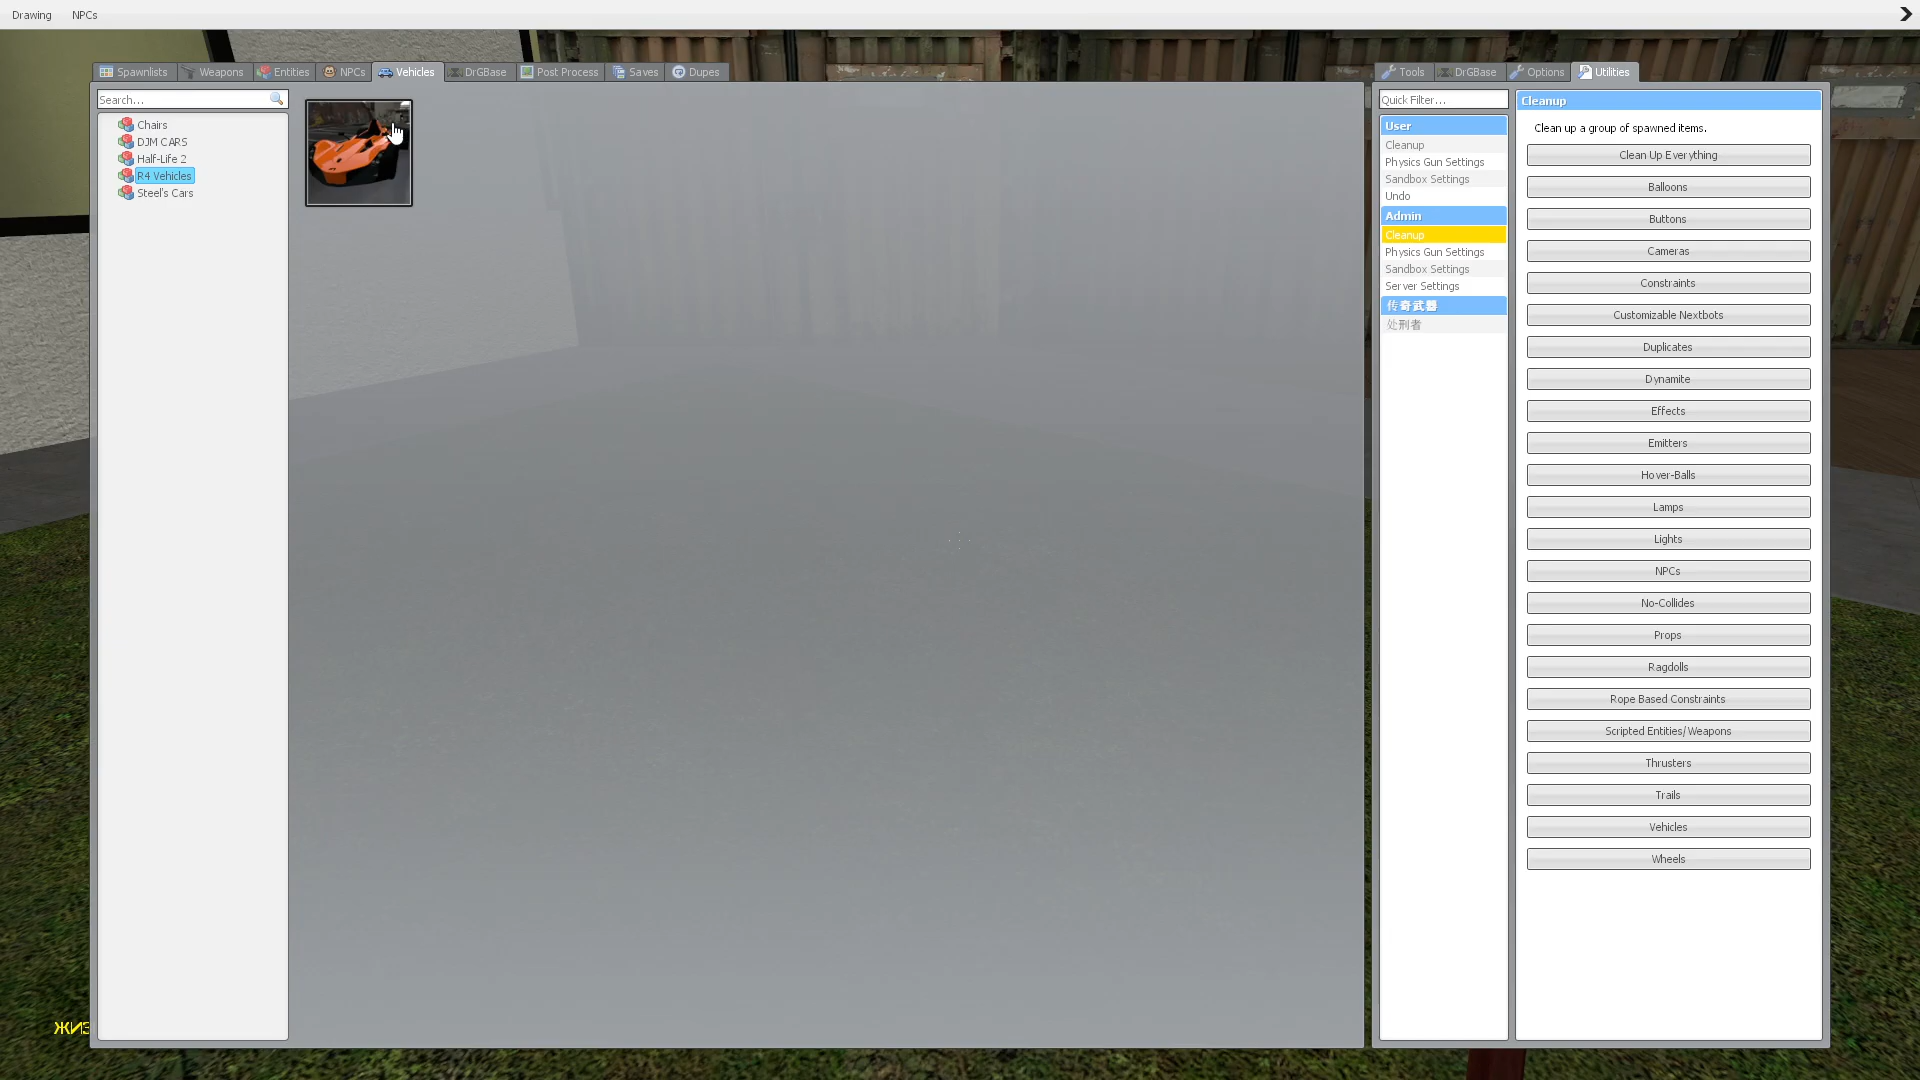 Drawing NPCs
Spawnlists Weapons Entities NPCs Vehicles DrGBase Post Process Saves Dupes
Tools DrGBase Options Utilities
Search...
Chairs
DJM CARS
Half-Life 2
R4 Vehicles
Steel's Cars
Quick Filter...
User
Cleanup
Physics Gun Settings
Sandbox Settings
Undo
Admin
Cleanup
Physics Gun Settings
Sandbox Settings
Server Settings
传奇武器
处刑者
Cleanup
Clean up a group of spawned items.
Clean Up Everything
Balloons
Buttons
Cameras
Constraints
Customizable Nextbots
Duplicates
Dynamite
Effects
Emitters
Hover-Balls
Lamps
Lights
NPCs
No-Collides
Props
Ragdolls
Rope Based Constraints
Scripted Entities/Weapons
Thrusters
Trails
Vehicles
Wheels